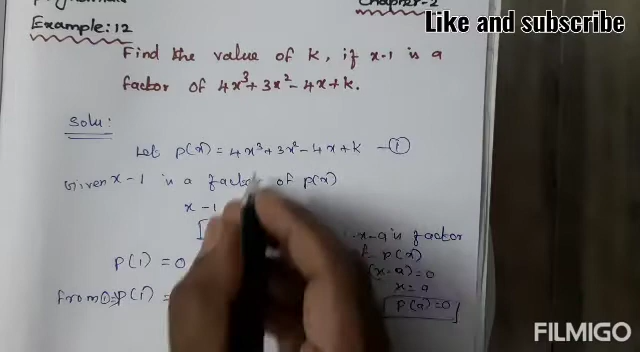 Chapter-2
Like and subscribe
Example:12
Find the value of k, if x-1 is a
factor of 4x³+3x²-4x+k.
Solu:
Let p(x) = 4x³+3x²-4x+k —①
Given x-1 is a factor of p(x)
x-1
x-a is factor
p(x)
P(1) = 0
(x-a)=0
x=a
From① P(1) =
P(a)=0
FILMIGO